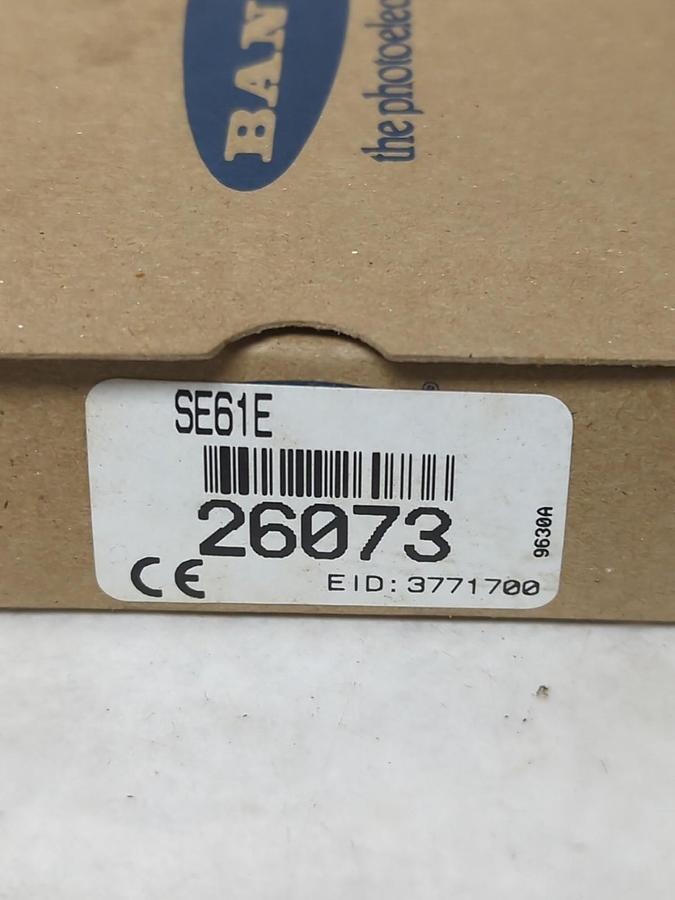 BAN
the photoelec
SE61E
26073
9630A
CE
EID: 3771700